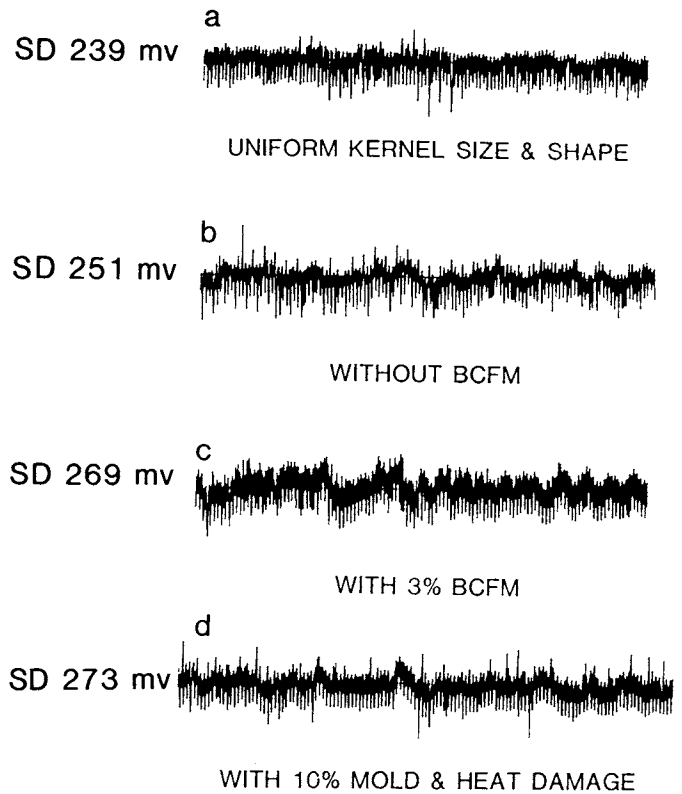 a
SD 239 mv
UNIFORM KERNEL SIZE & SHAPE
b
SD 251 mv
WITHOUT BCFM
c
SD 269 mv
WITH 3% BCFM
d
SD 273 mv
WITH 10% MOLD & HEAT DAMAGE